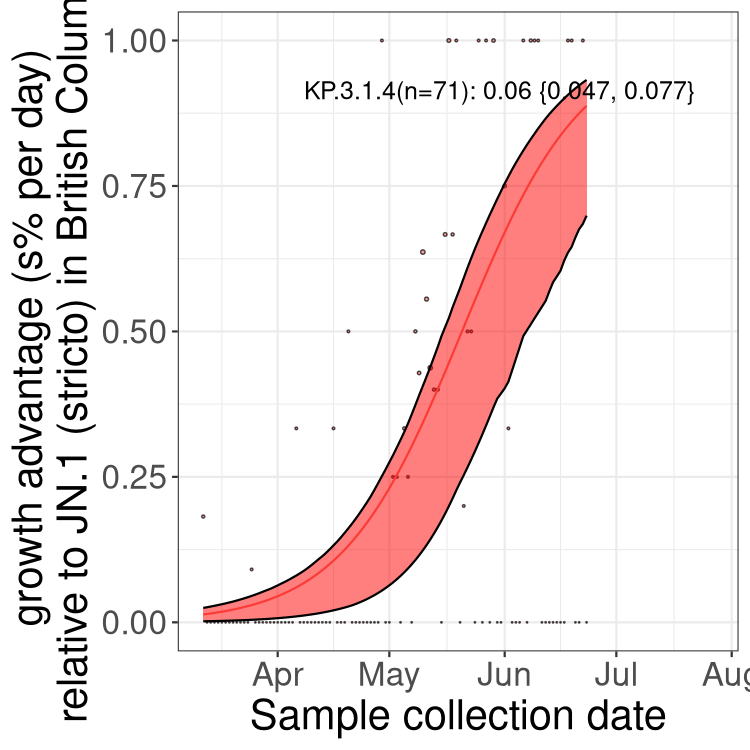 growth advantage (s% per day)
relative to JN.1 (stricto) in British Colum
1.00
0.75
0.50
0.25
0.00
KP.3.1.4(n=71): 0.06 {0.047, 0.077}
Apr May Jun Jul Aug
Sample collection date